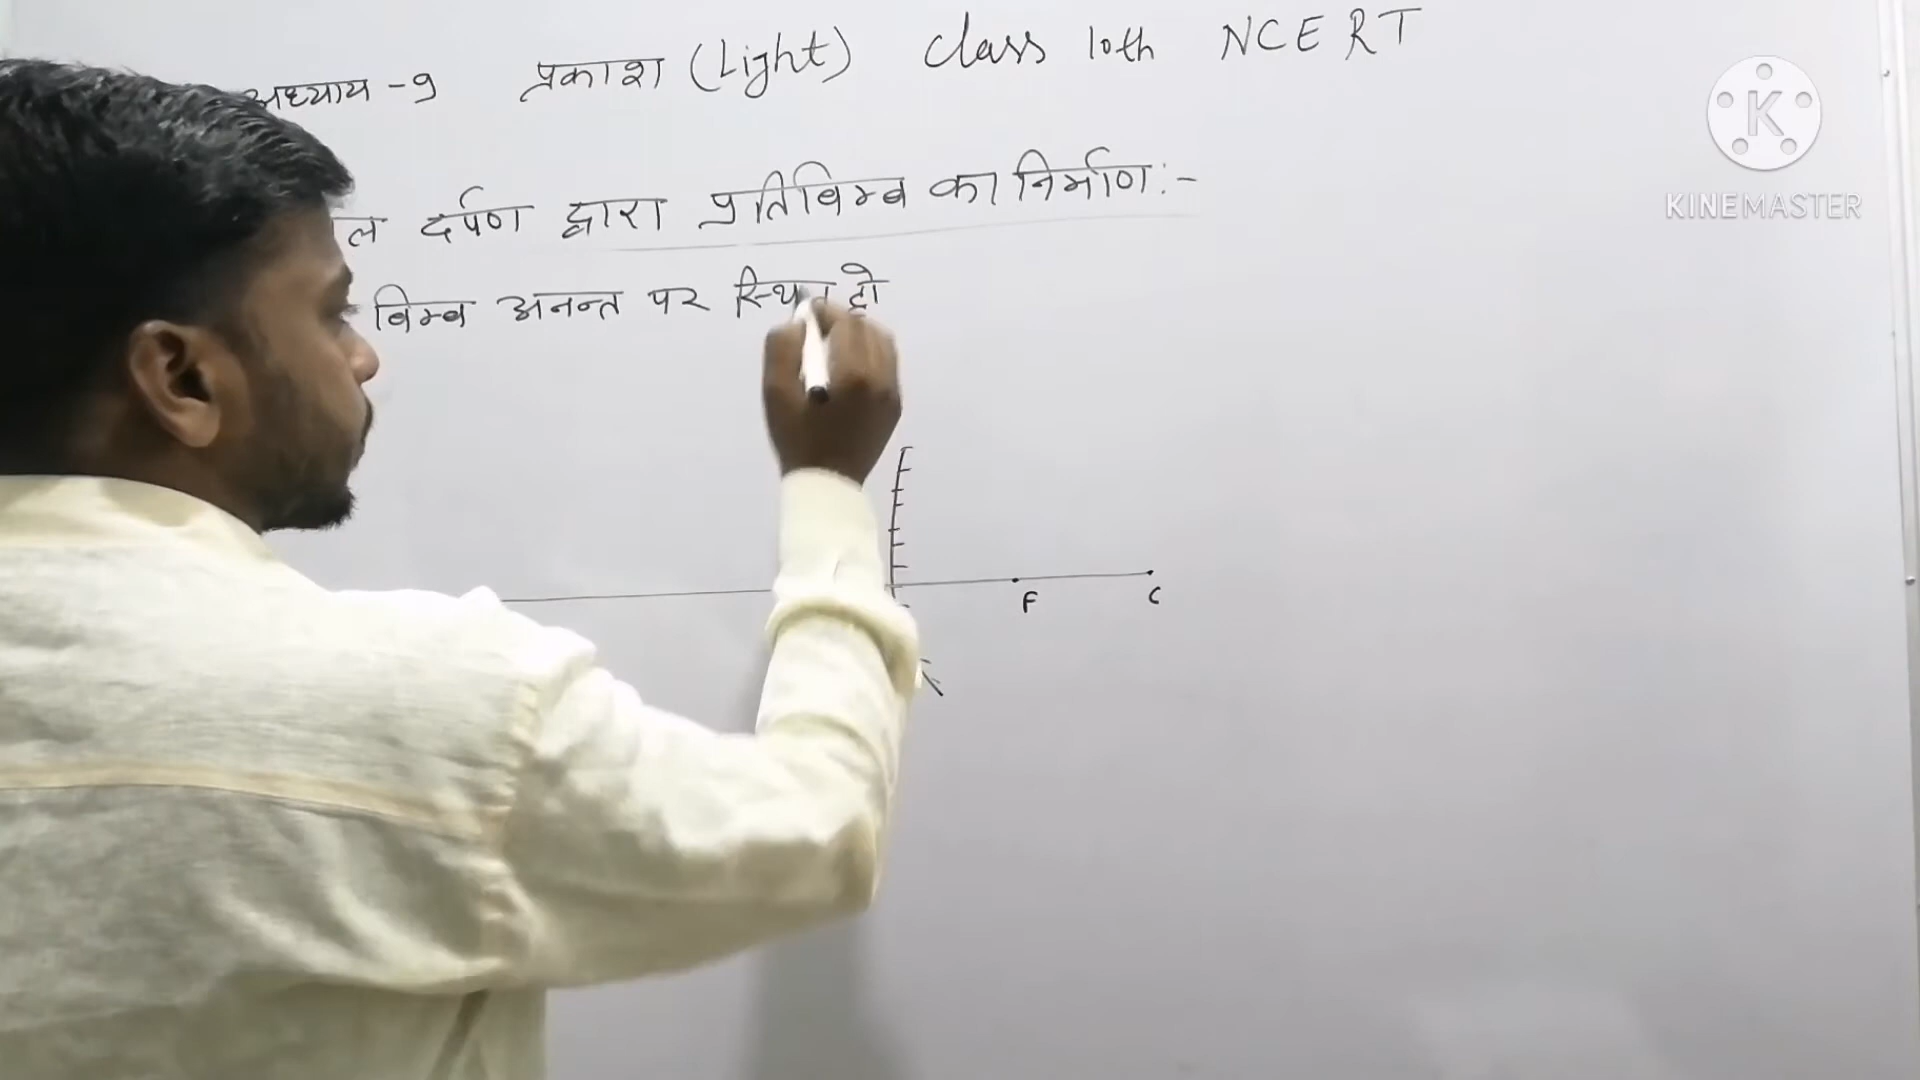 अध्याय -9 प्रकाश (Light) Class 10th NCERT
दर्पण द्वारा प्रतिबिम्ब का निर्माण :-
बिम्ब अनन्त पर स्थित हो
F C
K
KINEMASTER